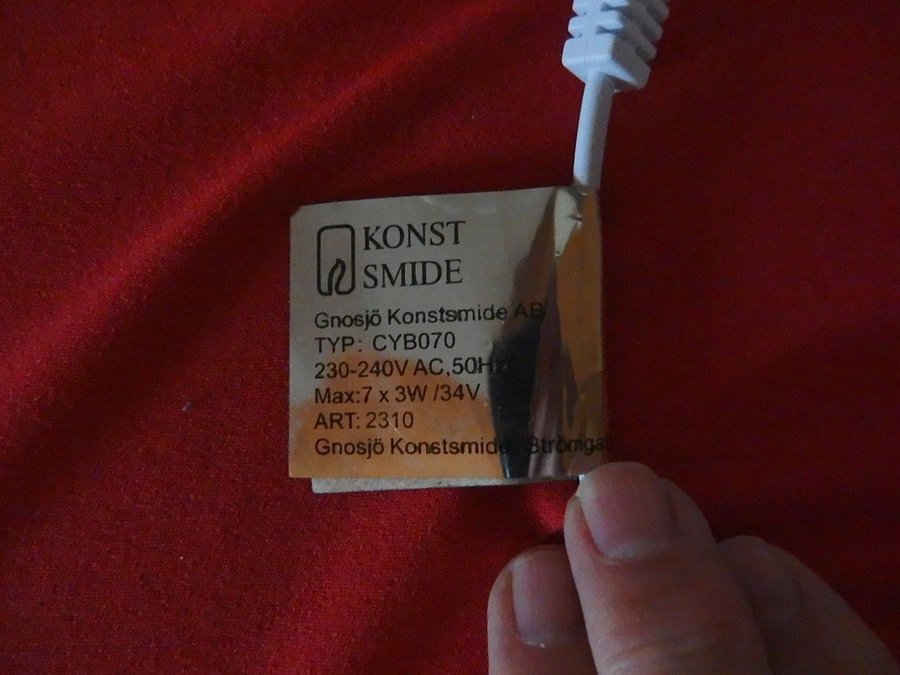 KONST
SMIDE
Gnosjö Konstsmide AB
TYP: CYB070
230-240V AC,50Hz
Max:7 x 3W /34V
ART: 2310
Gnosjö Konstsmide,